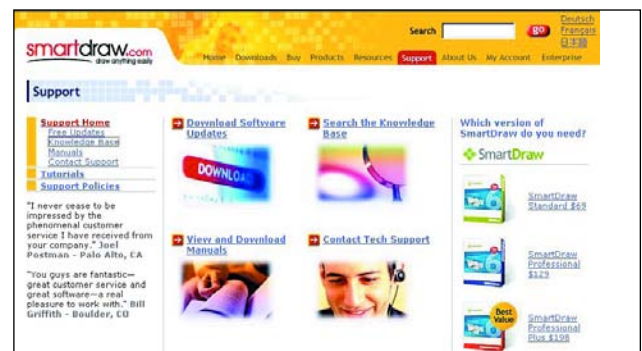 Search
go
Deutsch
Français
日本語
smartdraw.com
draw anything easily
Home Downloads Buy Products Resources Support About Us My Account Enterprise
Support
Support Home
Free Updates
Knowledge Base
Manuals
Contact Support
Tutorials
Support Policies
"I never cease to be
impressed by the
phenomenal customer
service I have received from
your company." Joel
Postman - Palo Alto, CA
"You guys are fantastic—
great customer service and
great software—a real
pleasure to work with." Bill
Griffith - Boulder, CO
Download Software
Updates
DOWNLOA
Search the Knowledge
Base
View and Download
Manuals
Contact Tech Support
Which version of
SmartDraw do you need?
SmartDraw
SmartDraw
Standard $69
SmartDraw
Professional
$129
Best
Value
SmartDraw
Professional
Plus $198